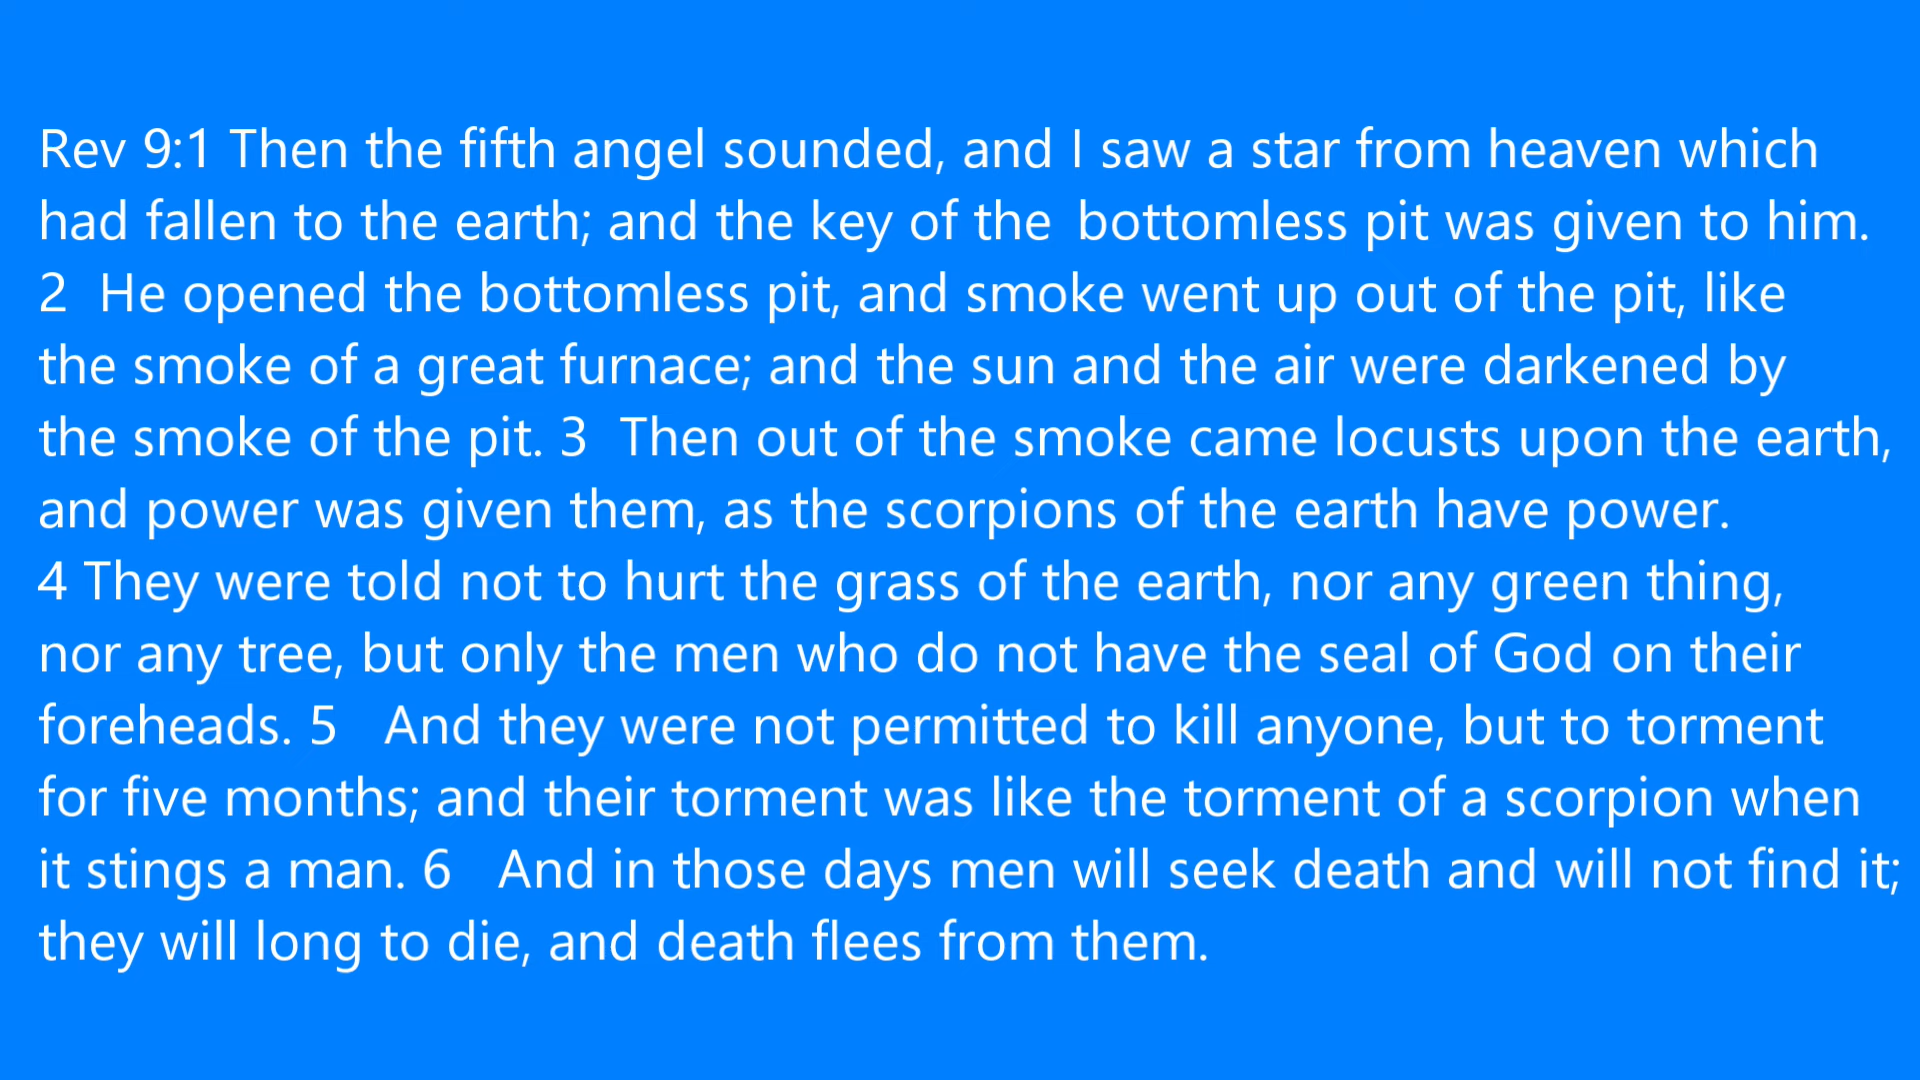 Rev 9:1 Then the fifth angel sounded, and I saw a star from heaven which
had fallen to the earth; and the key of the bottomless pit was given to him.
2 He opened the bottomless pit, and smoke went up out of the pit, like
the smoke of a great furnace; and the sun and the air were darkened by
the smoke of the pit. 3 Then out of the smoke came locusts upon the earth,
and power was given them, as the scorpions of the earth have power.
4 They were told not to hurt the grass of the earth, nor any green thing,
nor any tree, but only the men who do not have the seal of God on their
foreheads. 5 And they were not permitted to kill anyone, but to torment
for five months; and their torment was like the torment of a scorpion when
it stings a man. 6 And in those days men will seek death and will not find it;
they will long to die, and death flees from them.